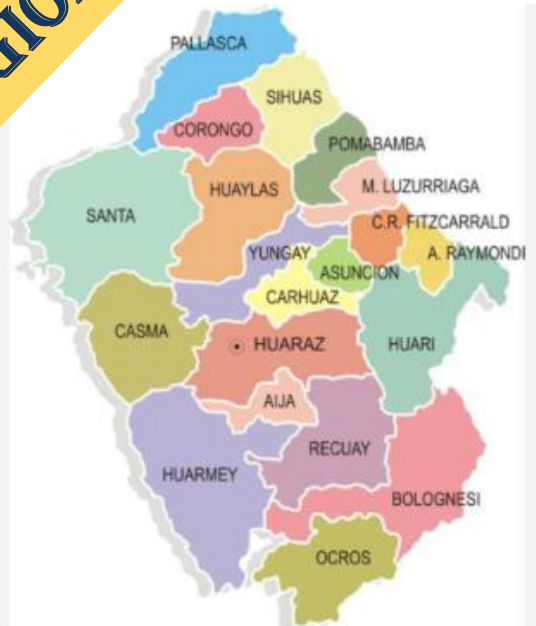 GIO
PALLASCA
SIHUAS
CORONGO
POMABAMBA
HUAYLAS
M. LUZURRIAGA
SANTA
C.R. FITZCARRALD
YUNGAY
A. RAYMONDI
ASUNCION
CARHUAZ
CASMA
HUARAZ
HUARI
AIJA
RECUAY
HUARMEY
BOLOGNESI
OCROS